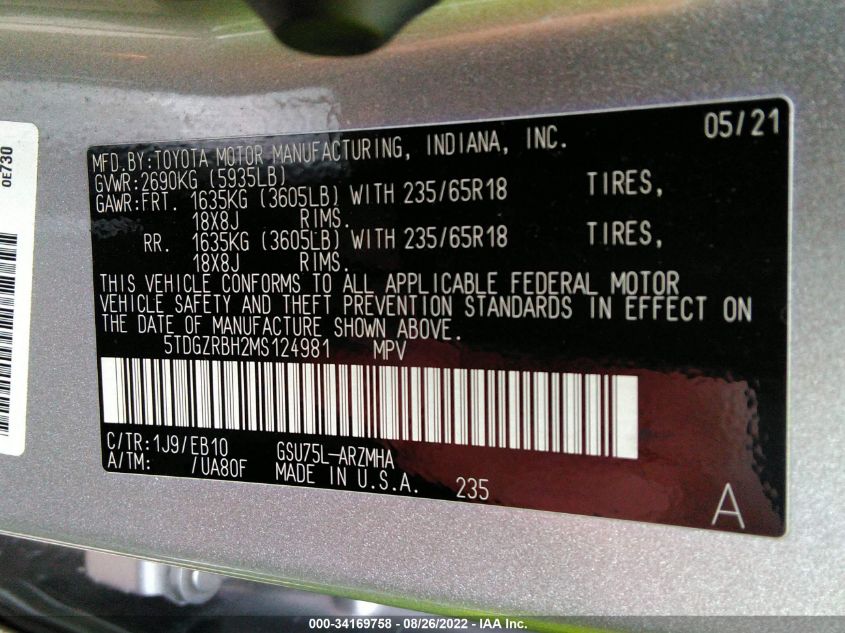 0E730
05/21
MFD.BY:TOYOTA MOTOR MANUFACTURING, INDIANA, INC.
GVWR:2690KG (5935LB)
GAWR:FRT. 1635KG (3605LB) WITH 235/65R18 TIRES,
18X8J RIMS.
RR. 1635KG (3605LB) WITH 235/65R18 TIRES,
18X8J RIMS.
THIS VEHICLE CONFORMS TO ALL APPLICABLE FEDERAL MOTOR
VEHICLE SAFETY AND THEFT PREVENTION STANDARDS IN EFFECT ON
THE DATE OF MANUFACTURE SHOWN ABOVE.
5TDGZRBH2MS124981 MPV
C/TR:1J9/EB10 GSU75L-ARZMHA
A/TM: /UA80F MADE IN U.S.A. 235
A
000-34169758 - 08/26/2022 - IAA Inc.